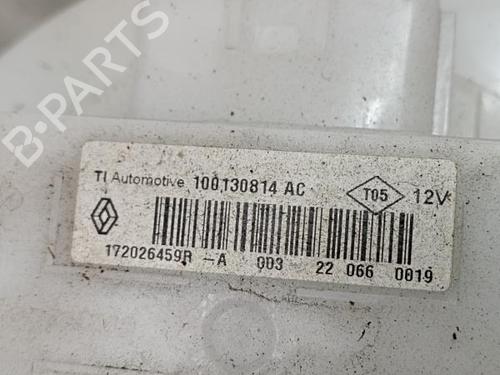 B-PARTS
TI Automotive 100130814 AC T05 12V
172026459R -A 003 22 066 0019